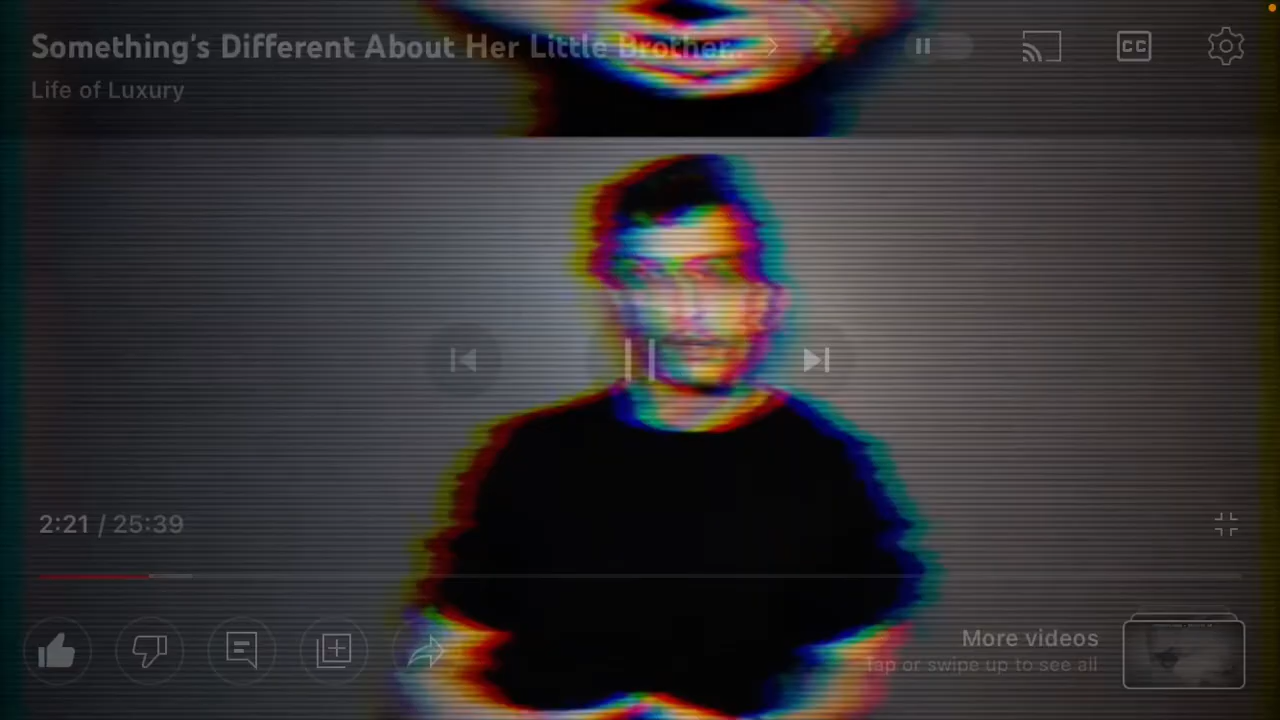 Something's Different About Her Little Brother..
Life of Luxury
CC
2:21 / 25:39
More videos
Tap or swipe up to see all